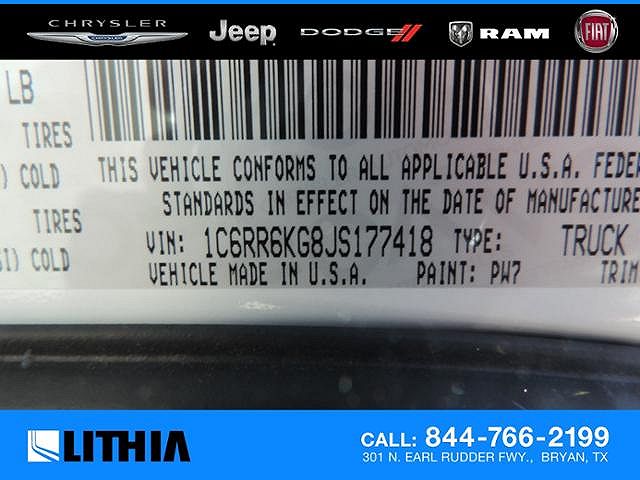 CHRYSLER
Jeep
DODGE
RAM
FIAT
LB
TIRES
) COLD
THIS VEHICLE CONFORMS TO ALL APPLICABLE U.S.A. FEDER
STANDARDS IN EFFECT ON THE DATE OF MANUFACTURE
TIRES
SI) COLD
VIN: 1C6RR6KG8JS177418 TYPE: TRUCK
VEHICLE MADE IN U.S.A. PAINT: PW7 TRIM
LITHIA
CALL: 844-766-2199
301 N. EARL RUDDER FWY., BRYAN, TX